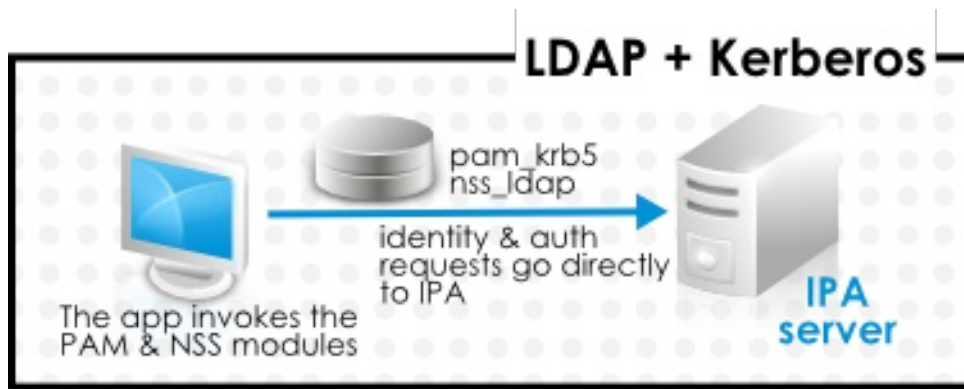 LDAP + Kerberos
pam_krb5
nss_ldap
identity & auth
requests go directly
to IPA
The app invokes the
PAM & NSS modules
IPA
server